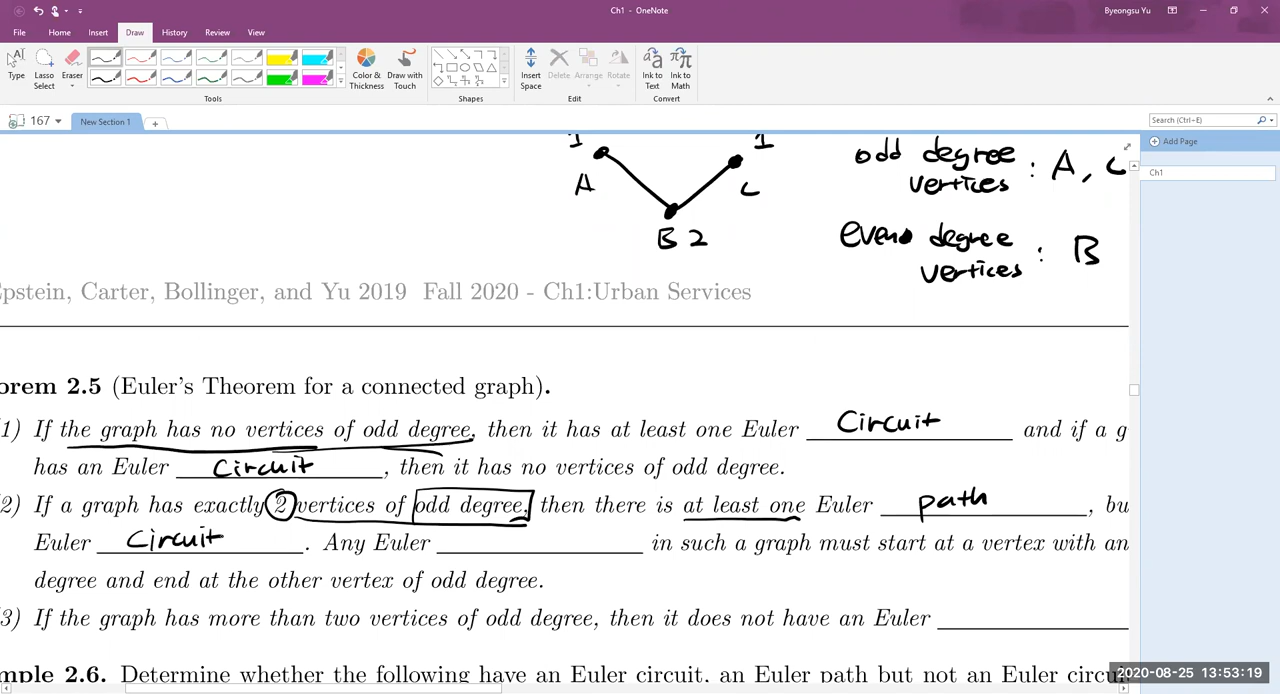 Ch1 - OneNote
Byeongsu Yu
File Home Insert Draw History Review View
Type
Lasso Select
Eraser
Color & Thickness
Draw with Touch
Insert Space
Delete
Arrange
Rotate
Ink to Text
Ink to Math
Tools
Shapes
Edit
Convert
167
New Section 1
Search (Ctrl+E)
Add Page
Ch1
1 1
A C
B 2
odd degree vertices : A, C
even degree vertices : B
Epstein, Carter, Bollinger, and Yu 2019 Fall 2020 - Ch1:Urban Services
orem 2.5 (Euler's Theorem for a connected graph).
1) If the graph has no vertices of odd degree, then it has at least one Euler Circuit and if a g
has an Euler Circuit, then it has no vertices of odd degree.
2) If a graph has exactly 2 vertices of odd degree, then there is at least one Euler path, bu
Euler Circuit. Any Euler ____ in such a graph must start at a vertex with an
degree and end at the other vertex of odd degree.
3) If the graph has more than two vertices of odd degree, then it does not have an Euler ____
mple 2.6. Determine whether the following have an Euler circuit, an Euler path but not an Euler circu
2020-08-25 13:53:19